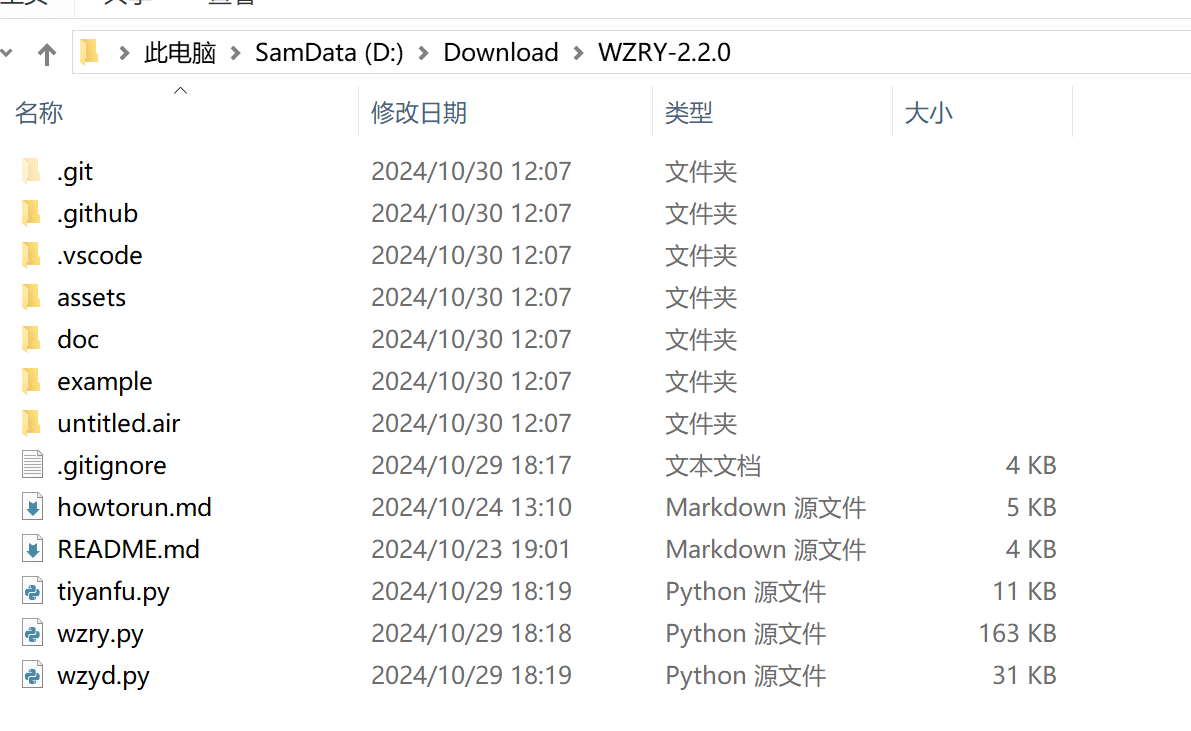 此电脑 > SamData (D:) > Download > WZRY-2.2.0
名称 修改日期 类型 大小
.git 2024/10/30 12:07 文件夹
.github 2024/10/30 12:07 文件夹
.vscode 2024/10/30 12:07 文件夹
assets 2024/10/30 12:07 文件夹
doc 2024/10/30 12:07 文件夹
example 2024/10/30 12:07 文件夹
untitled.air 2024/10/30 12:07 文件夹
.gitignore 2024/10/29 18:17 文本文档 4 KB
howtorun.md 2024/10/24 13:10 Markdown 源文件 5 KB
README.md 2024/10/23 19:01 Markdown 源文件 4 KB
tiyanfu.py 2024/10/29 18:19 Python 源文件 11 KB
wzry.py 2024/10/29 18:18 Python 源文件 163 KB
wzyd.py 2024/10/29 18:19 Python 源文件 31 KB